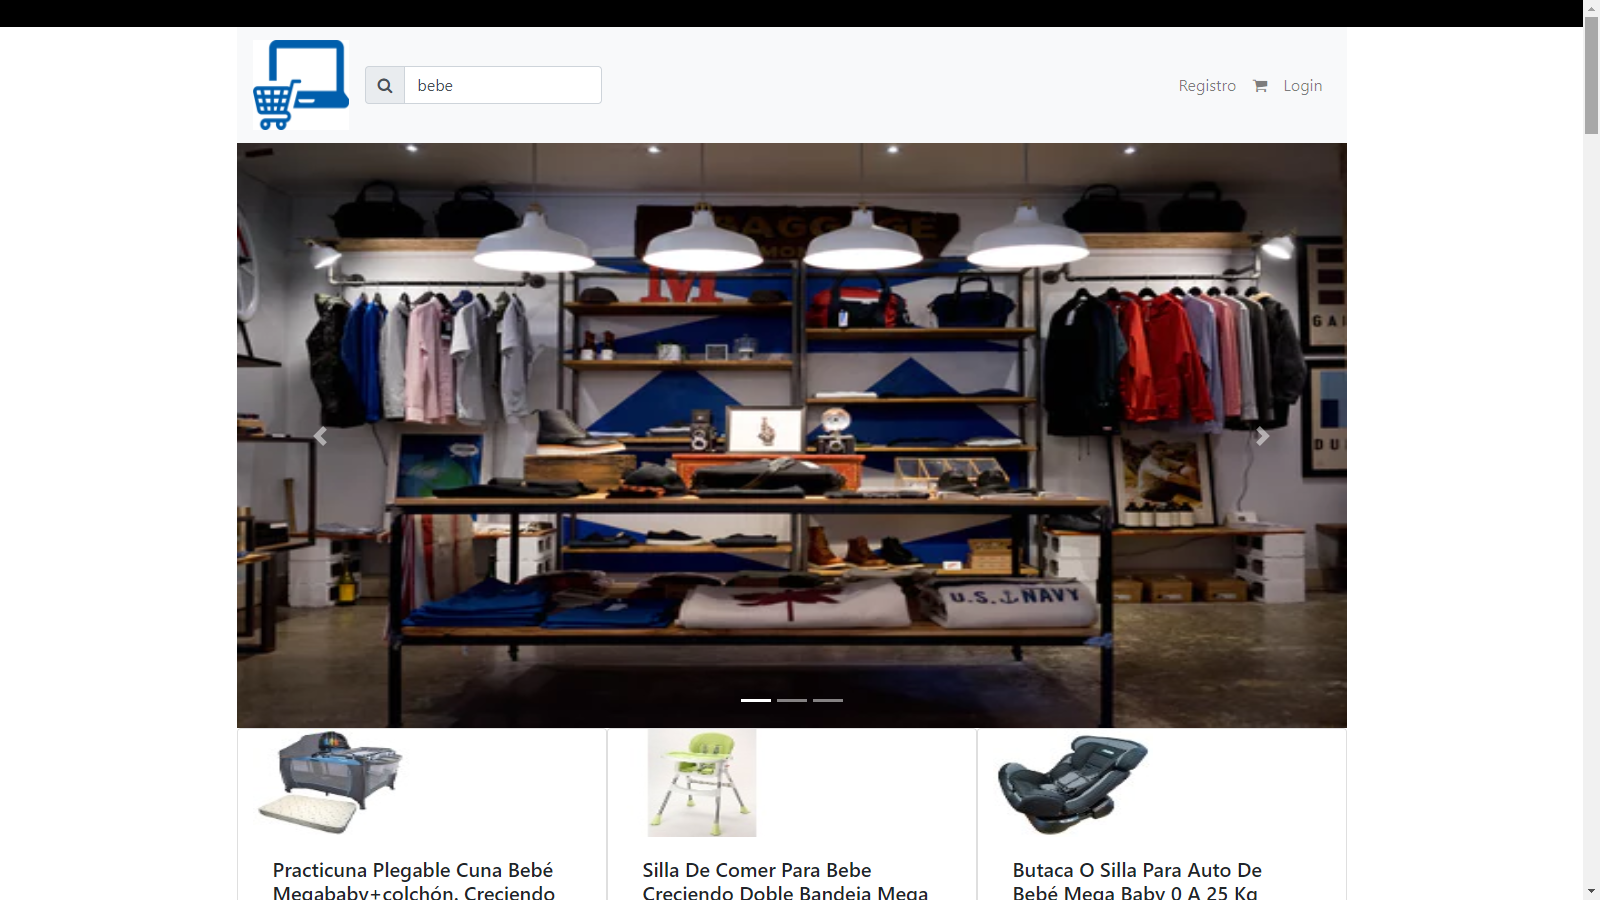 bebe
Registro
Login
BAGGAGE
M
GA
DU
U.S. NAVY
Practicuna Plegable Cuna Bebé
Megababy+colchón. Creciendo
Silla De Comer Para Bebe
Creciendo Doble Bandeja Mega
Butaca O Silla Para Auto De
Bebé Mega Baby 0 A 25 Kg